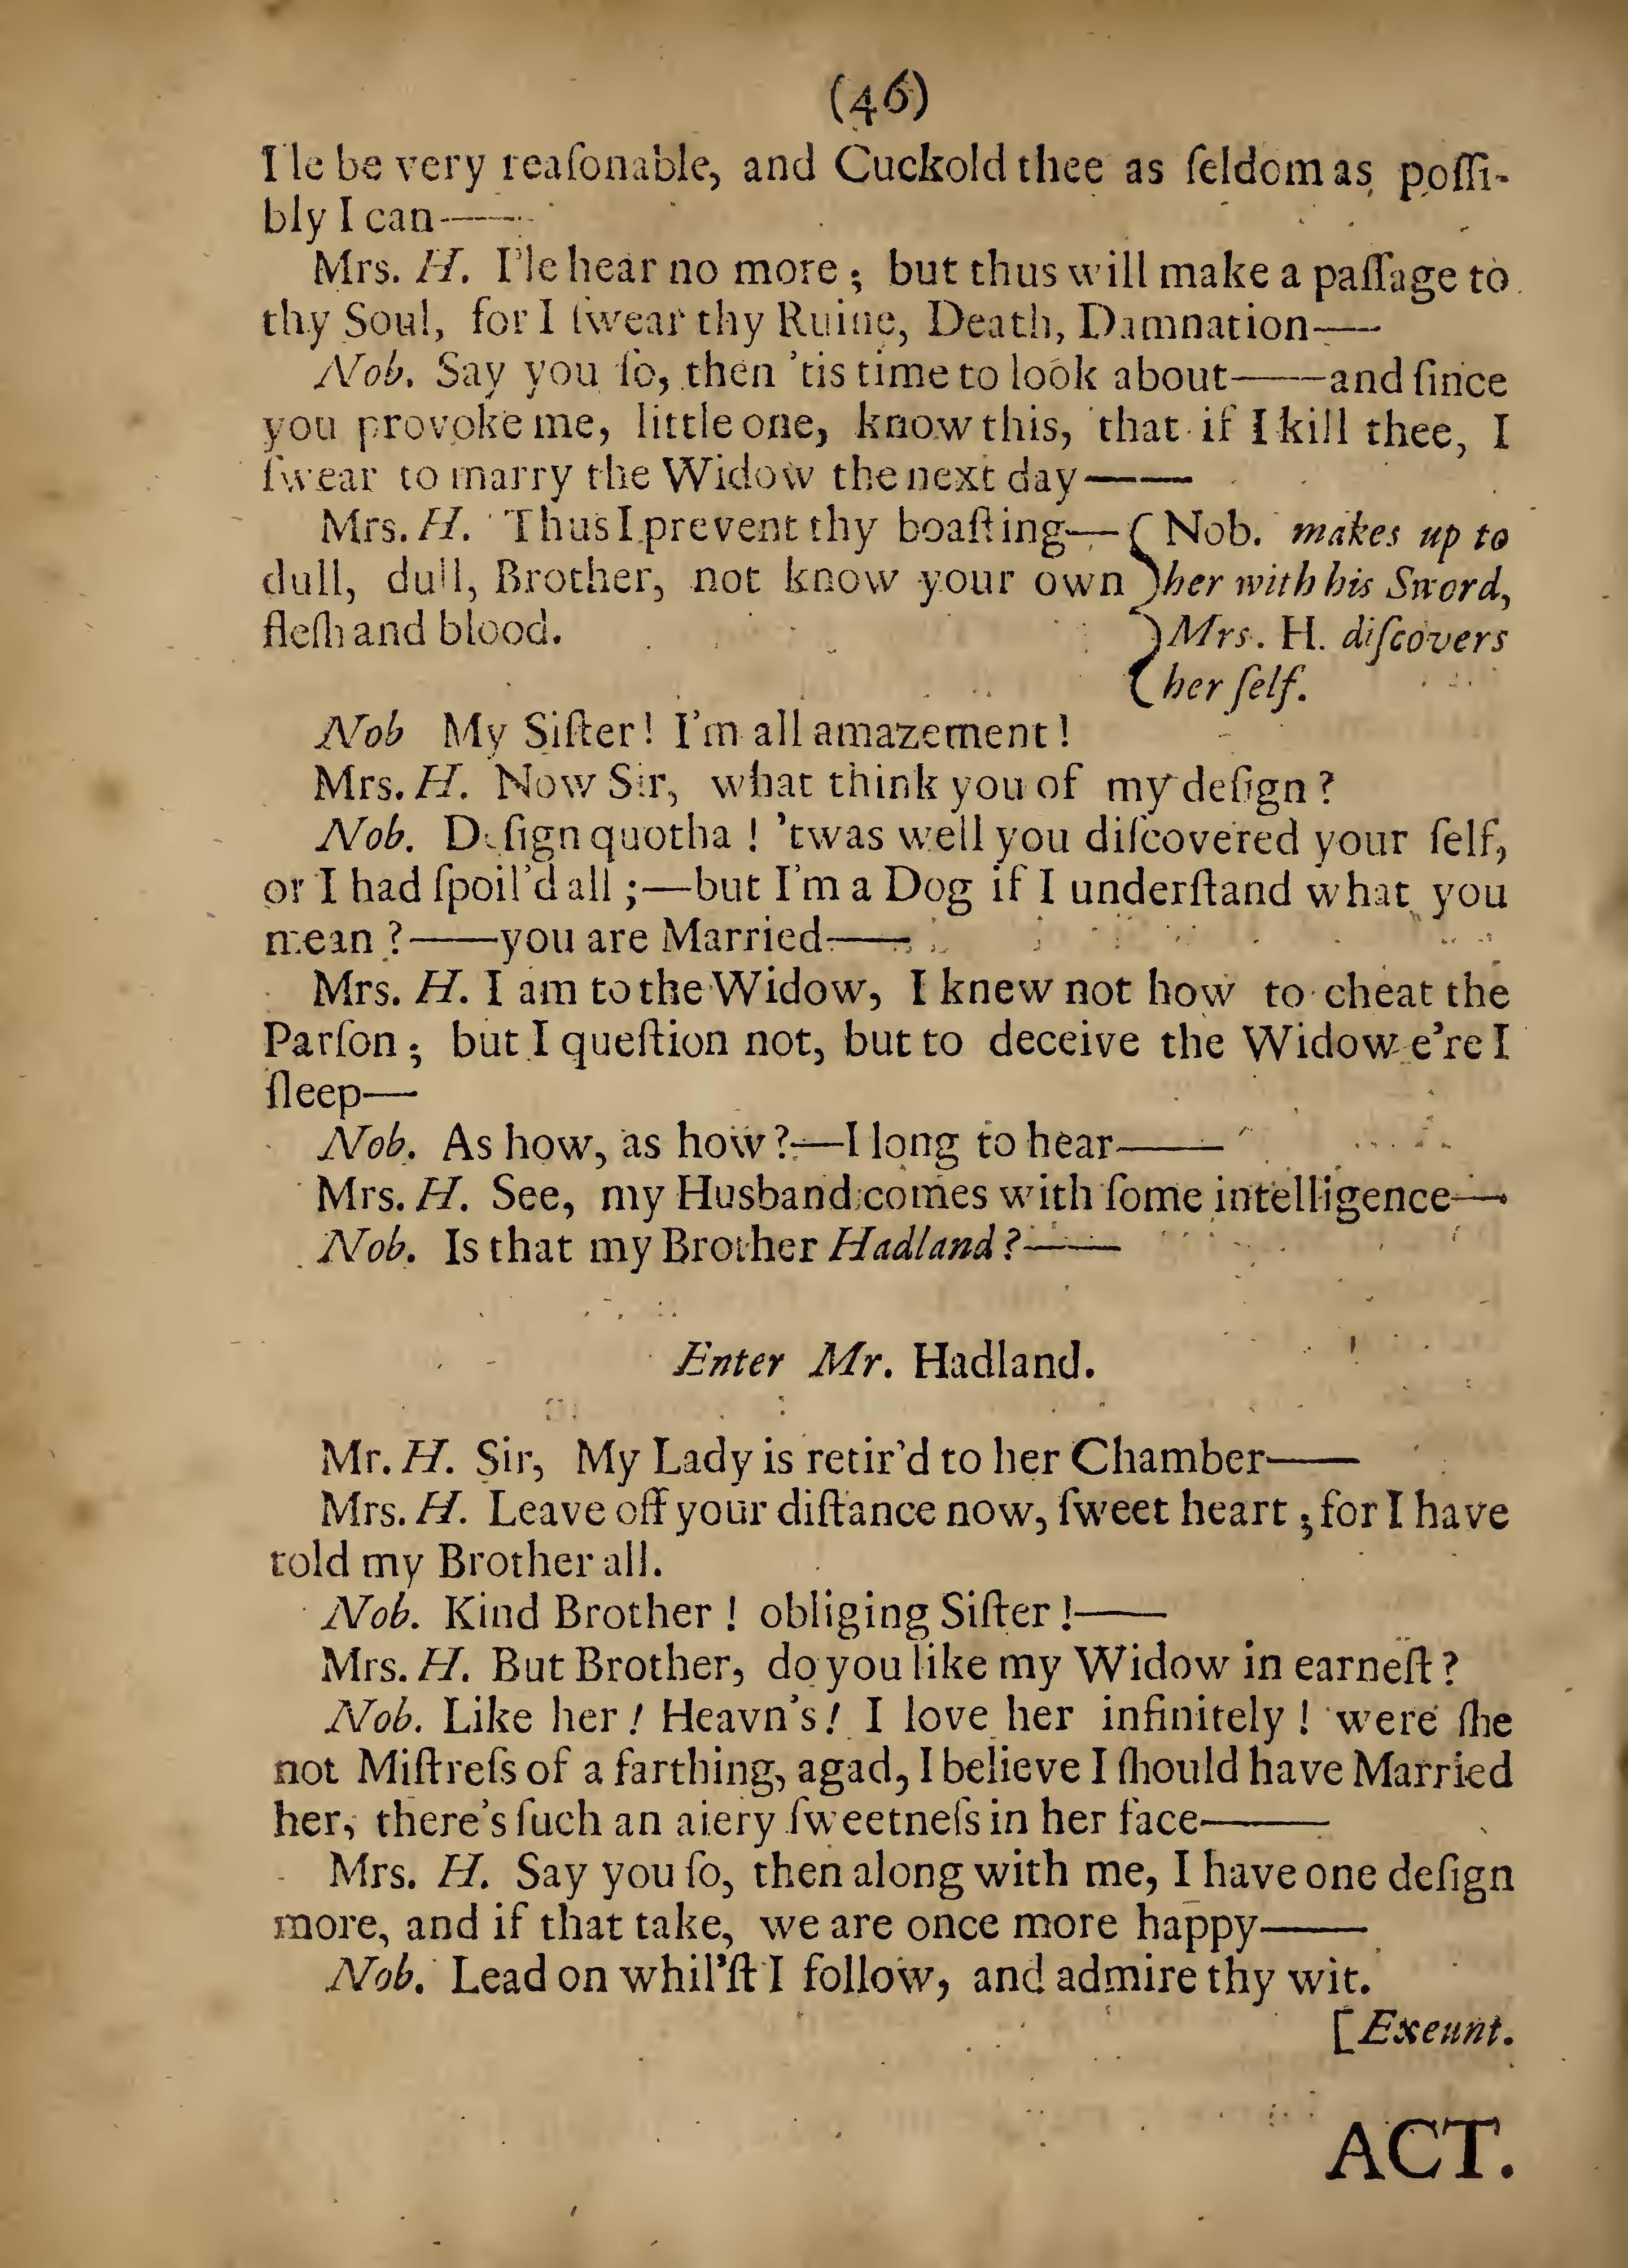 (46)
I'le be very reaſonable, and Cuckold thee as ſeldom as poſſi-
bly I can——
Mrs. H. I'le hear no more; but thus will make a paſſage to
thy Soul, for I ſwear thy Ruine, Death, Damnation——
Nob. Say you ſo, then 'tis time to look about——and ſince
you provoke me, little one, know this, that if I kill thee, I
ſwear to marry the Widow the next day——
Mrs. H. Thus I prevent thy boaſting— { Nob. makes up to
dull, dull, Brother, not know your own } her with his Sword,
fleſh and blood. } Mrs. H. diſcovers
{ her ſelf.
Nob My Siſter! I'm all amazement!
Mrs. H. Now Sir, what think you of my deſign?
Nob. Deſign quotha! 'twas well you diſcovered your ſelf,
or I had ſpoil'd all;—but I'm a Dog if I underſtand what you
mean?——you are Married——
Mrs. H. I am to the Widow, I knew not how to cheat the
Parſon; but I queſtion not, but to deceive the Widow e're I
ſleep—
Nob. As how, as how?—I long to hear——
Mrs. H. See, my Husband comes with ſome intelligence—
Nob. Is that my Brother Hadland?——
Enter Mr. Hadland.
Mr. H. Sir, My Lady is retir'd to her Chamber——
Mrs. H. Leave off your diſtance now, ſweet heart; for I have
told my Brother all.
Nob. Kind Brother! obliging Siſter!——
Mrs. H. But Brother, do you like my Widow in earneſt?
Nob. Like her! Heavn's! I love her infinitely! were ſhe
not Miſtreſs of a farthing, agad, I believe I ſhould have Married
her, there's ſuch an aiery ſweetneſs in her face——
Mrs. H. Say you ſo, then along with me, I have one deſign
more, and if that take, we are once more happy——
Nob. Lead on whil'ſt I follow, and admire thy wit.
[Exeunt.
ACT.